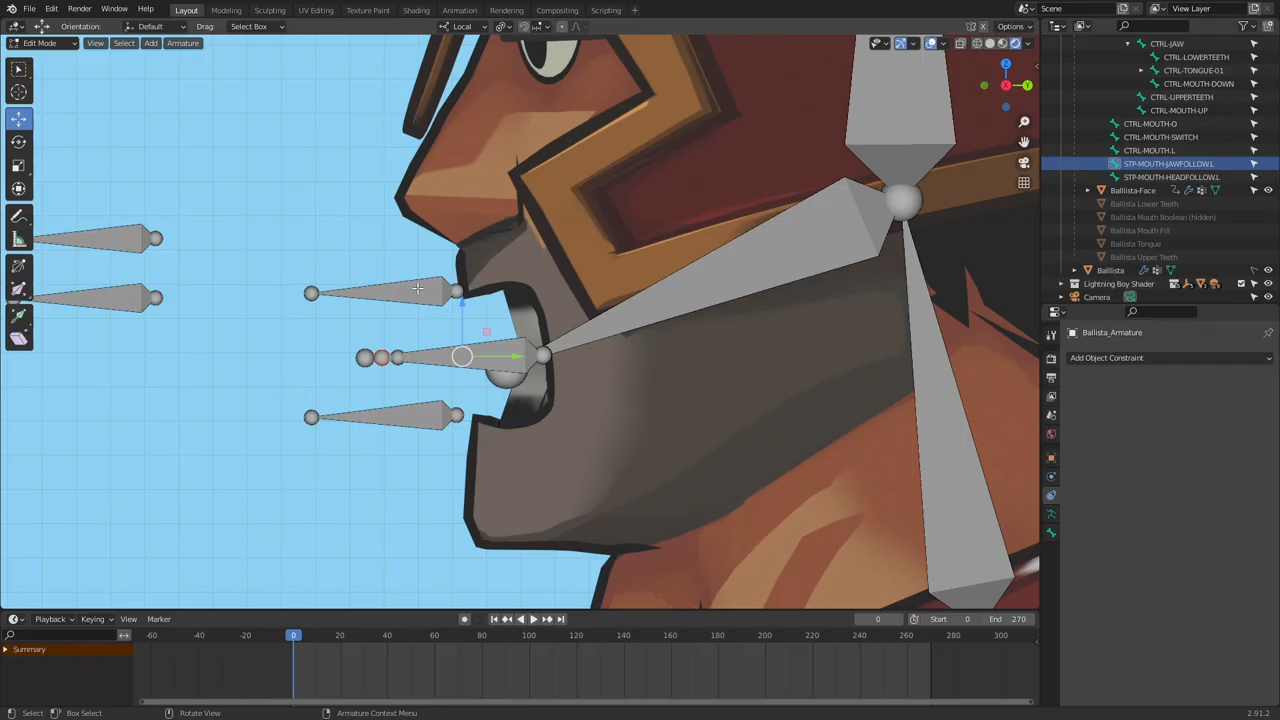 File Edit Render Window Help Layout Modeling Sculpting UV Editing Texture Paint Shading Animation Rendering Compositing Scripting Scene View Layer
Orientation: Default Drag: Select Box Local Options
Edit Mode View Select Add Armature
CTRL-JAW
CTRL-LOWERTEETH
CTRL-TONGUE-01
CTRL-MOUTH-DOWN
CTRL-UPPERTEETH
CTRL-MOUTH-UP
CTRL-MOUTH-O
CTRL-MOUTH-SWITCH
CTRL-MOUTH.L
STP-MOUTH-JAWFOLLOW.L
STP-MOUTH-HEADFOLLOW.L
Balllista-Face
Ballista Lower Teeth
Ballista Mouth Boolean (hidden)
Ballista Mouth Fill
Ballista Tongue
Ballista Upper Teeth
Balllista
Lighting Boy Shader
Camera
Ballista_Armature
Add Object Constraint
X Y Z
Playback Keying View Marker 0 Start 0 End 270
-60 -40 -20 0 20 40 60 80 100 120 140 160 180 200 220 240 260 280 300
Summary
Select Box Select Rotate View Armature Context Menu 2.91.2